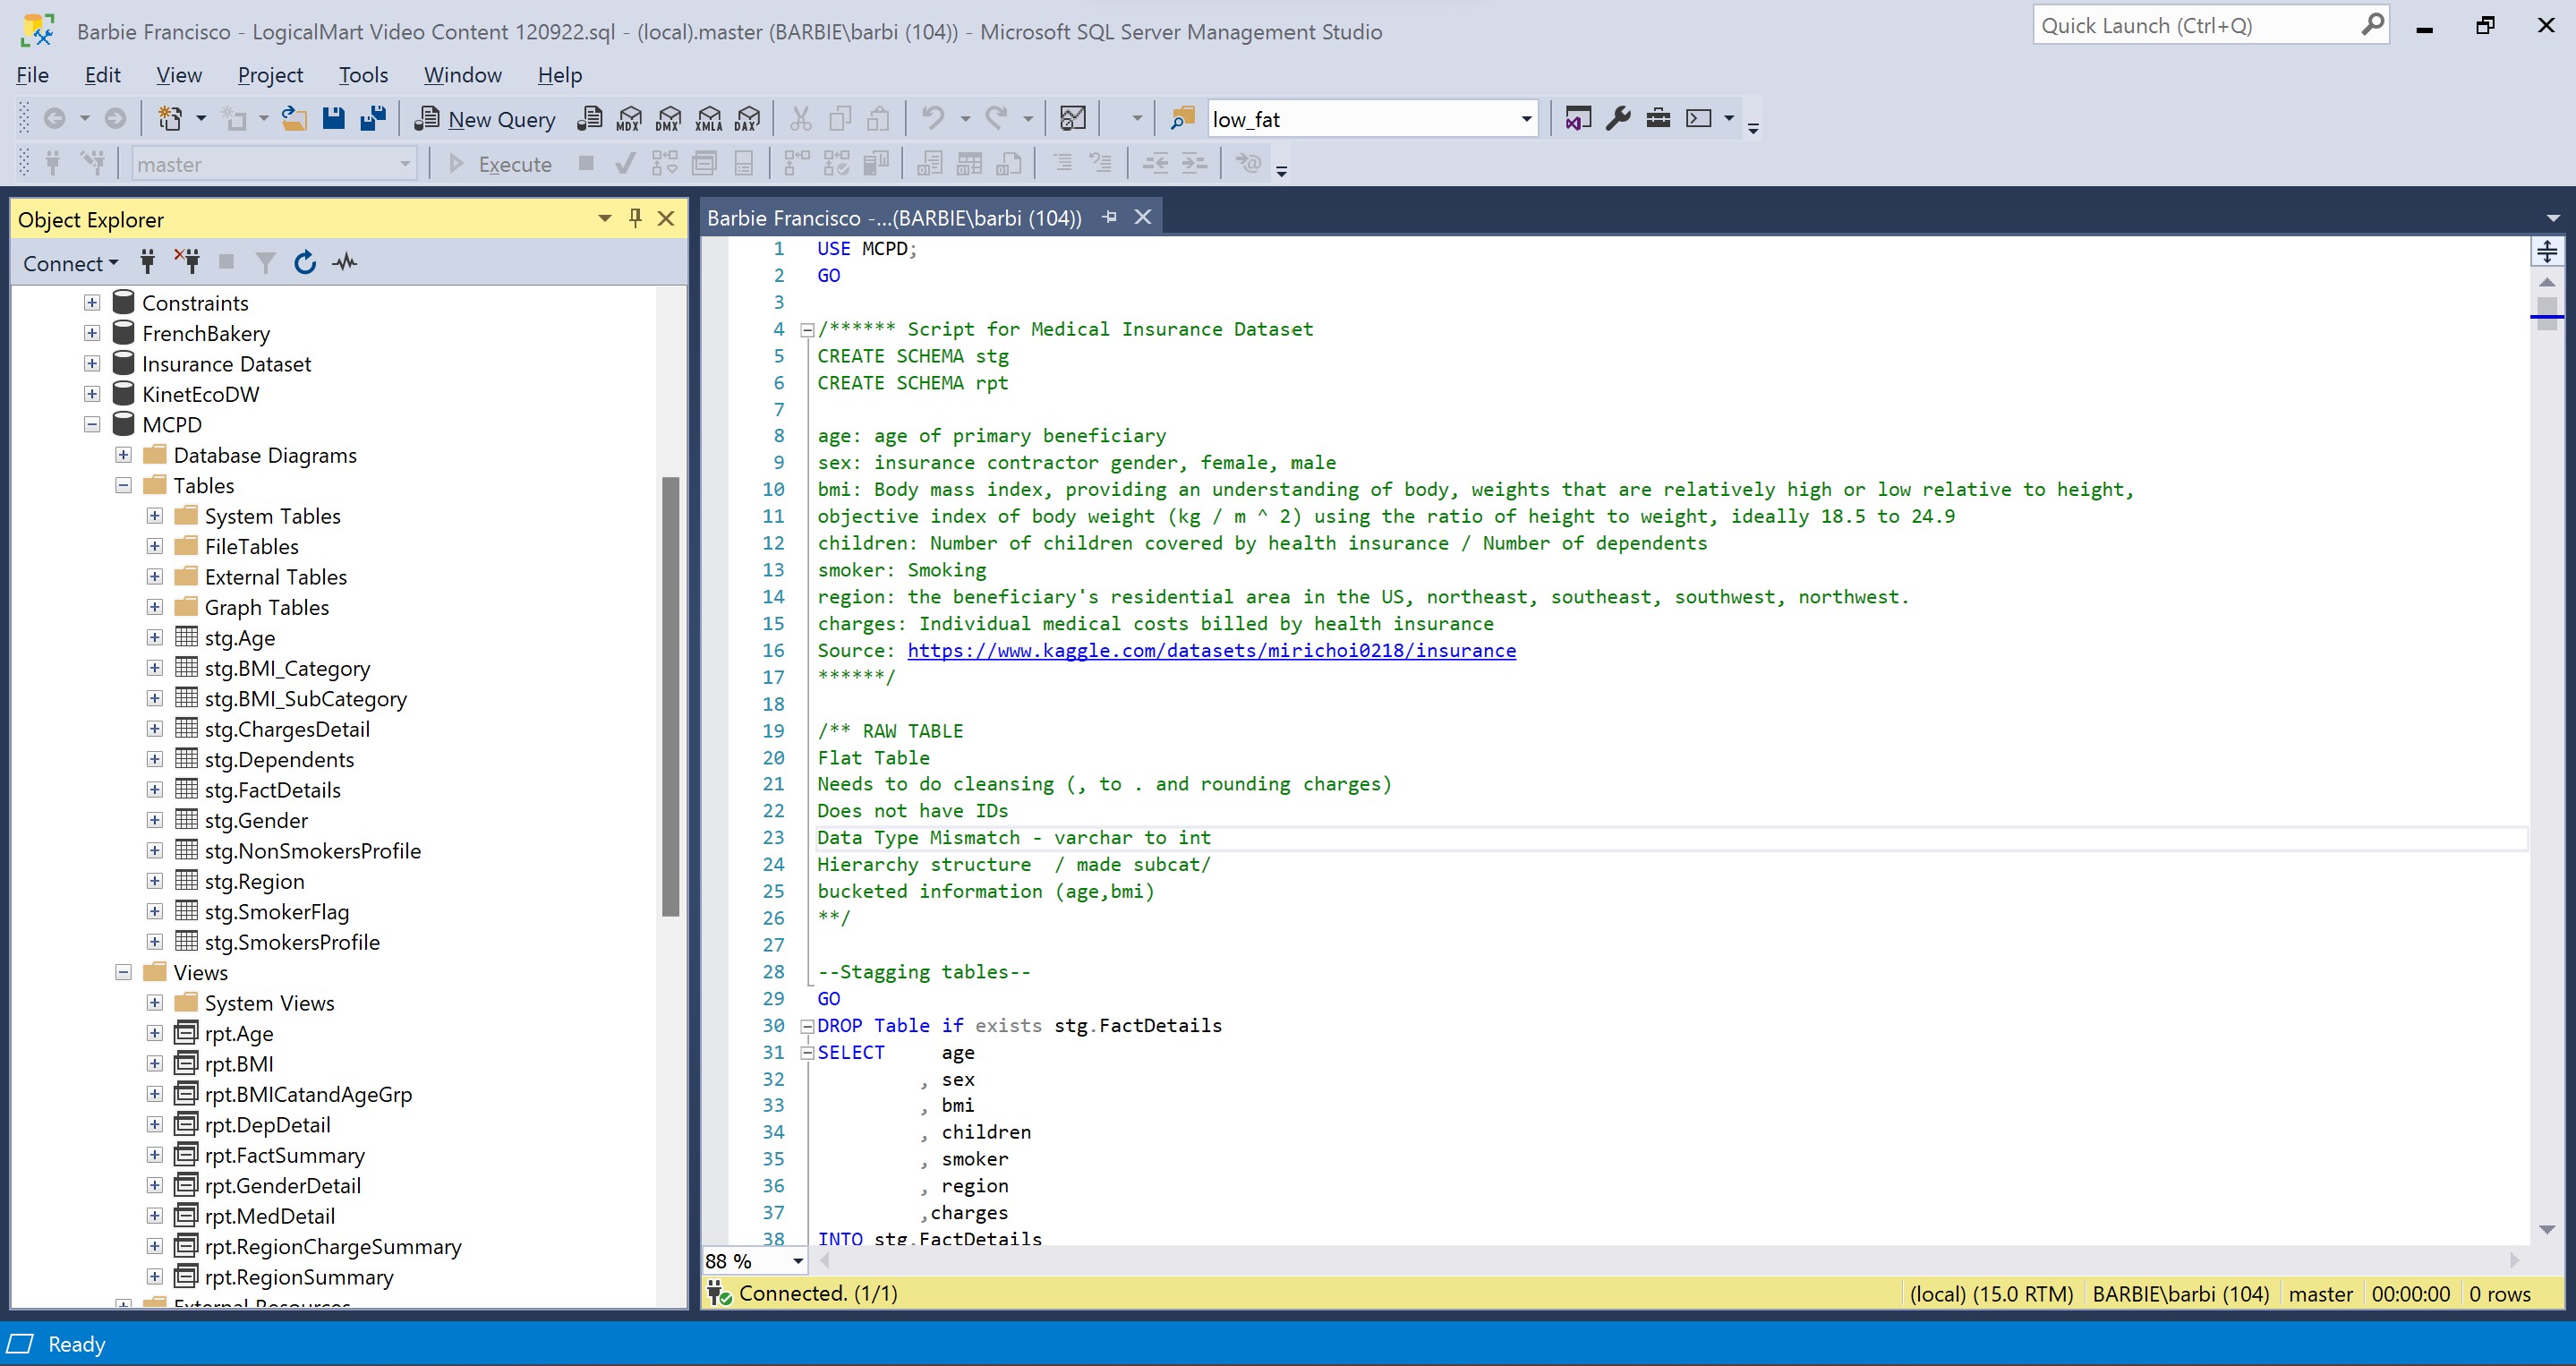 Barbie Francisco - LogicalMart Video Content 120922.sql - (local).master (BARBIE\barbi (104)) - Microsoft SQL Server Management Studio
Quick Launch (Ctrl+Q)
File Edit View Project Tools Window Help
New Query MDX DMX XMLA DAX low_fat
master Execute
Object Explorer
Connect
Constraints
FrenchBakery
Insurance Dataset
KinetEcoDW
MCPD
Database Diagrams
Tables
System Tables
FileTables
External Tables
Graph Tables
stg.Age
stg.BMI_Category
stg.BMI_SubCategory
stg.ChargesDetail
stg.Dependents
stg.FactDetails
stg.Gender
stg.NonSmokersProfile
stg.Region
stg.SmokerFlag
stg.SmokersProfile
Views
System Views
rpt.Age
rpt.BMI
rpt.BMICatandAgeGrp
rpt.DepDetail
rpt.FactSummary
rpt.GenderDetail
rpt.MedDetail
rpt.RegionChargeSummary
rpt.RegionSummary
External Resources
Barbie Francisco -...(BARBIE\barbi (104))
1 USE MCPD;
2 GO
3
4 /****** Script for Medical Insurance Dataset
5 CREATE SCHEMA stg
6 CREATE SCHEMA rpt
7
8 age: age of primary beneficiary
9 sex: insurance contractor gender, female, male
10 bmi: Body mass index, providing an understanding of body, weights that are relatively high or low relative to height,
11 objective index of body weight (kg / m ^ 2) using the ratio of height to weight, ideally 18.5 to 24.9
12 children: Number of children covered by health insurance / Number of dependents
13 smoker: Smoking
14 region: the beneficiary's residential area in the US, northeast, southeast, southwest, northwest.
15 charges: Individual medical costs billed by health insurance
16 Source: https://www.kaggle.com/datasets/mirichoi0218/insurance
17 ******/
18
19 /** RAW TABLE
20 Flat Table
21 Needs to do cleansing (, to . and rounding charges)
22 Does not have IDs
23 Data Type Mismatch - varchar to int
24 Hierarchy structure  / made subcat/
25 bucketed information (age,bmi)
26 **/
27
28 --Stagging tables--
29 GO
30 DROP Table if exists stg.FactDetails
31 SELECT age
32 , sex
33 , bmi
34 , children
35 , smoker
36 , region
37 ,charges
38 INTO stg.FactDetails
88 %
Connected. (1/1) (local) (15.0 RTM) BARBIE\barbi (104) master 00:00:00 0 rows
Ready